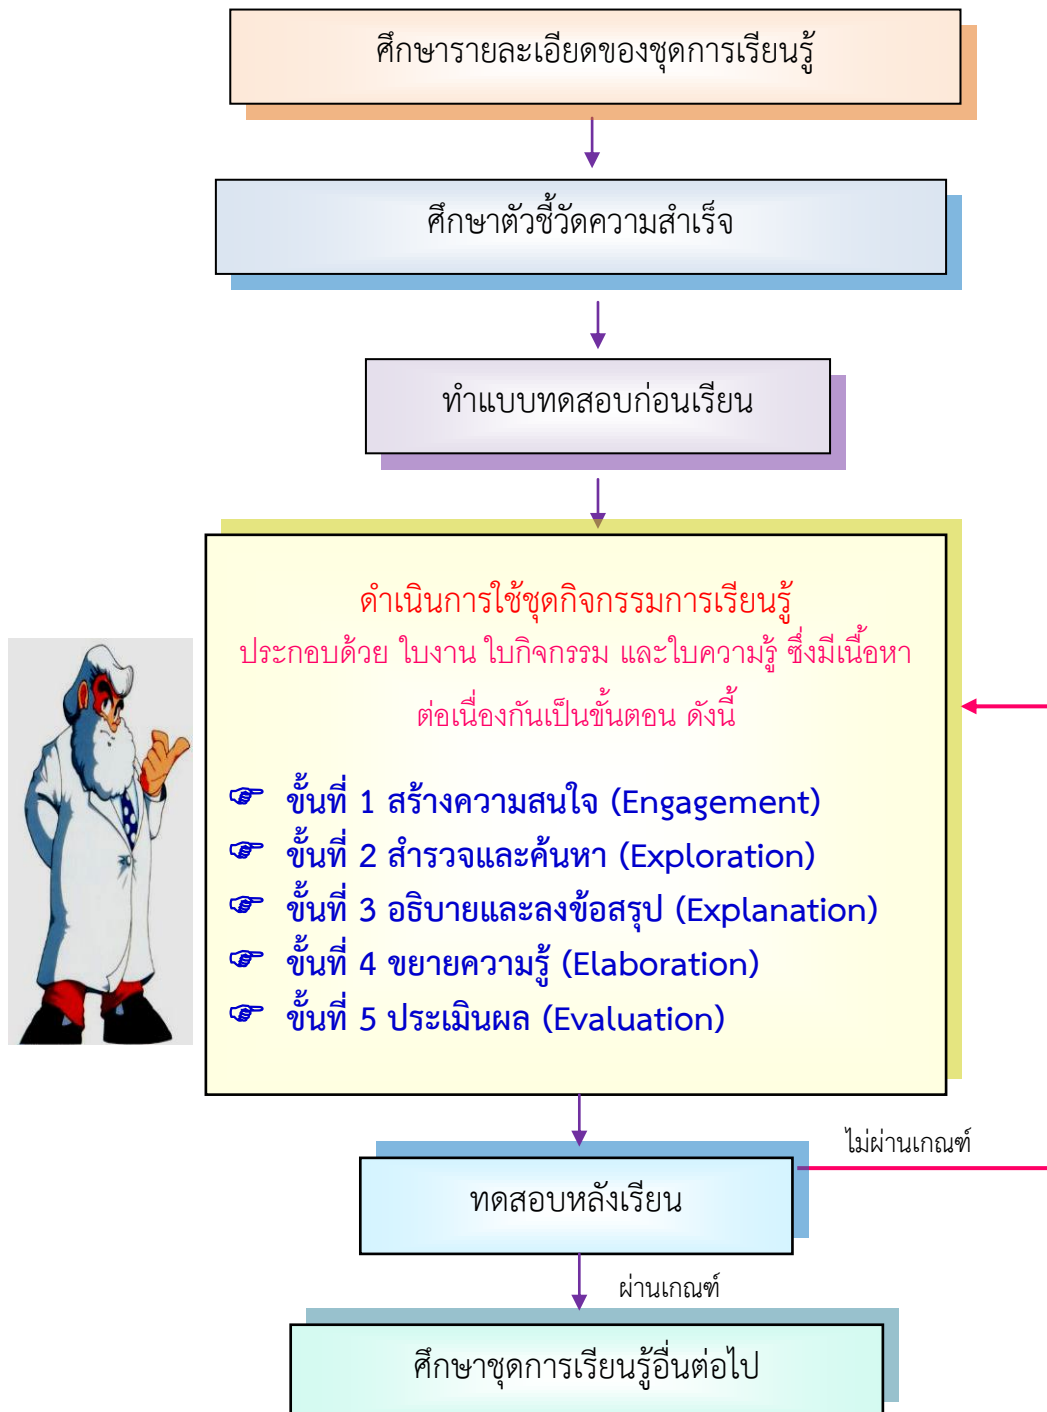 ศึกษารายละเอียดของชุดการเรียนรู้
ศึกษาตัวชี้วัดความสำเร็จ
ทำแบบทดสอบก่อนเรียน
ดำเนินการใช้ชุดกิจกรรมการเรียนรู้
ประกอบด้วย ใบงาน ใบกิจกรรม และใบความรู้ ซึ่งมีเนื้อหา
ต่อเนื่องกันเป็นขั้นตอน ดังนี้
ขั้นที่ 1 สร้างความสนใจ (Engagement)
ขั้นที่ 2 สำรวจและค้นหา (Exploration)
ขั้นที่ 3 อธิบายและลงข้อสรุป (Explanation)
ขั้นที่ 4 ขยายความรู้ (Elaboration)
ขั้นที่ 5 ประเมินผล (Evaluation)
ไม่ผ่านเกณฑ์
ทดสอบหลังเรียน
ผ่านเกณฑ์
ศึกษาชุดการเรียนรู้อื่นต่อไป